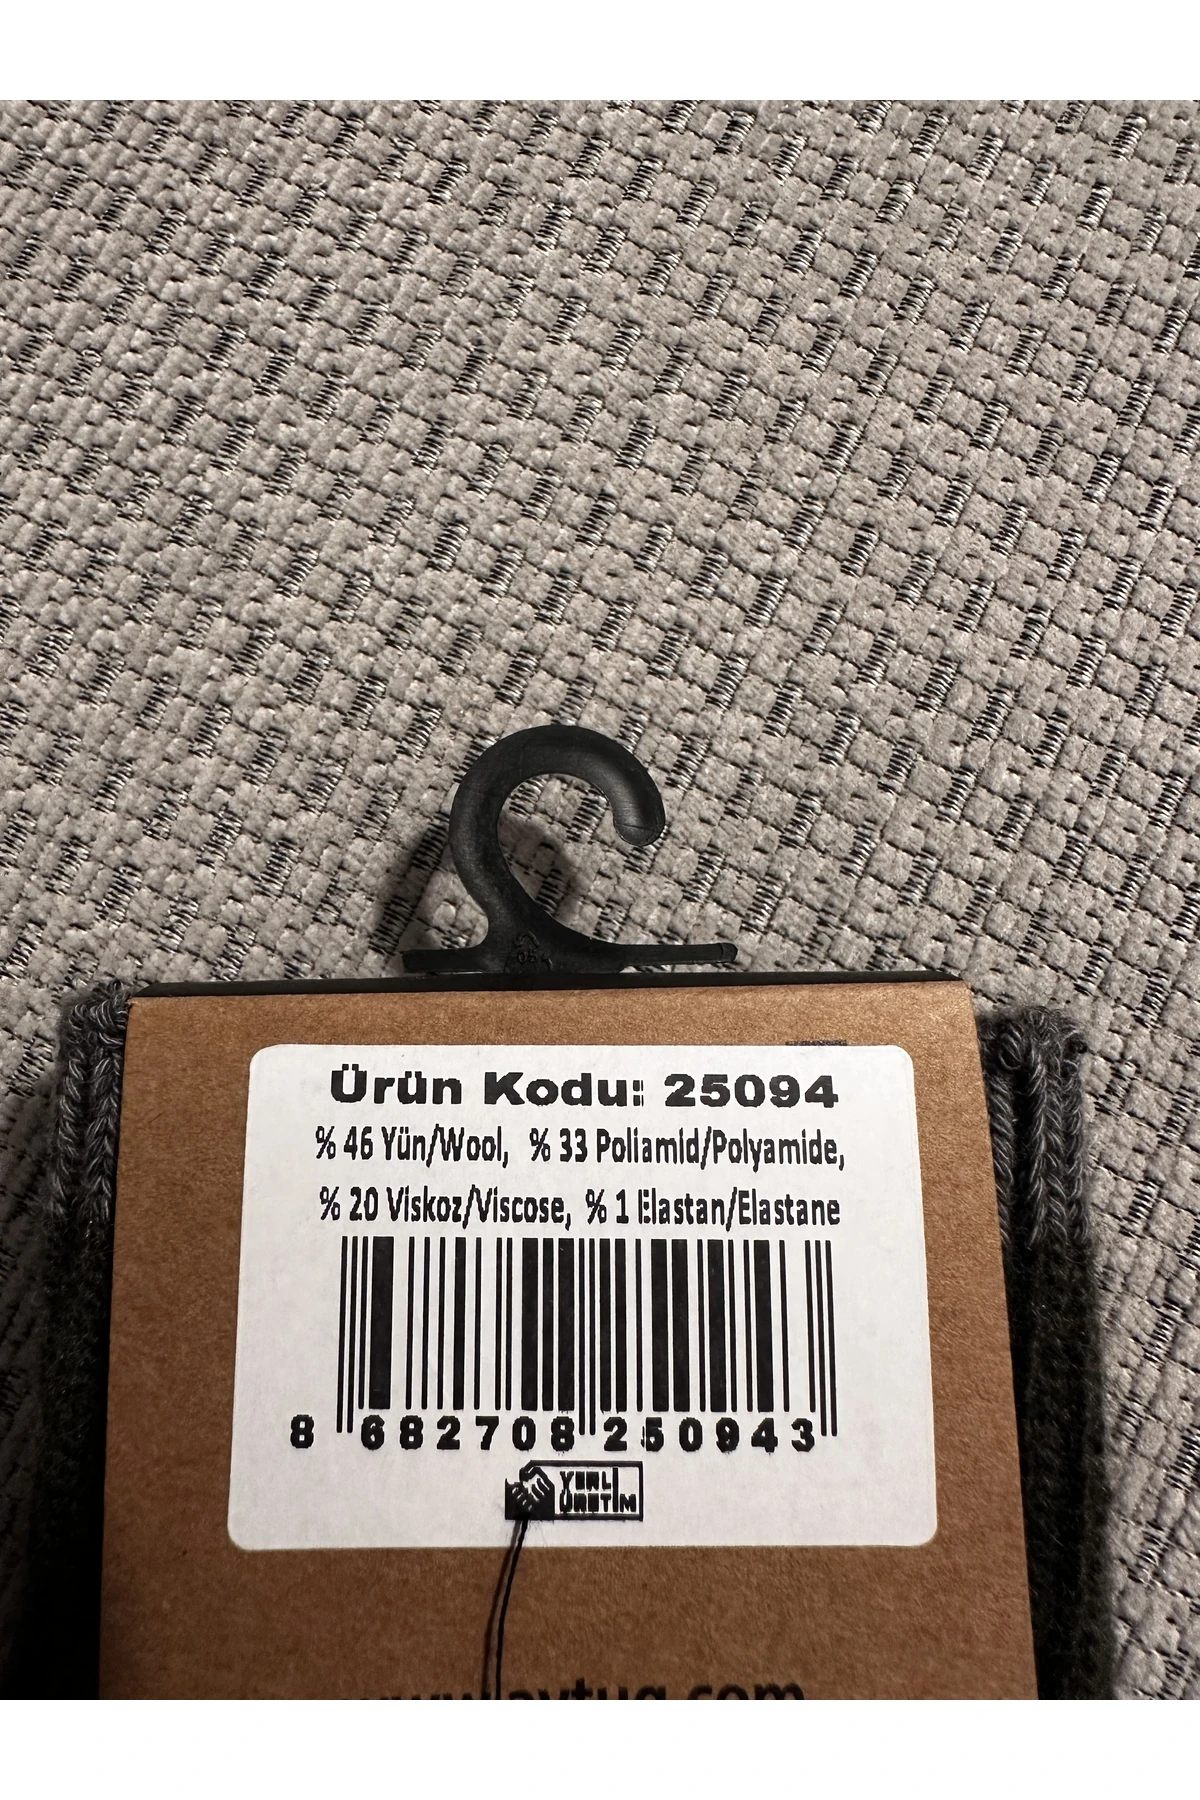 Ürün Kodu: 25094
% 46 Yün/Wool, % 33 Poliamid/Polyamide,
% 20 Viskoz/Viscose, % 1 Elastan/Elastane
8 682708 250943
YERLİ
ÜRETİM
www.aytug.com